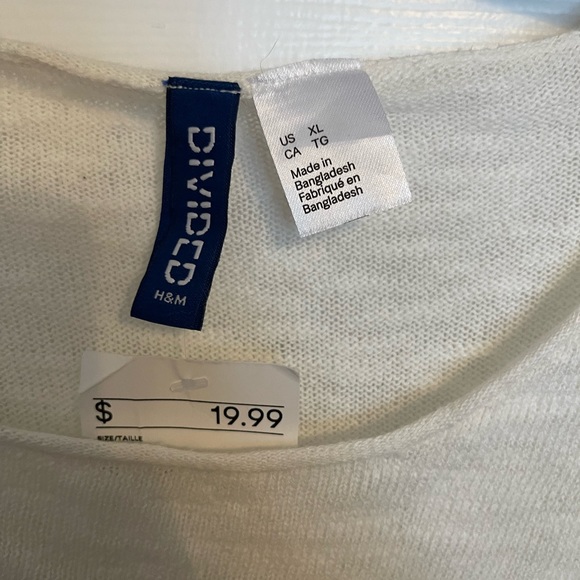 DIVIDED
H&M
US XL
CA TG
Made in
Bangladesh
Fabriqué en
Bangladesh
$ 19.99
SIZE/TAILLE